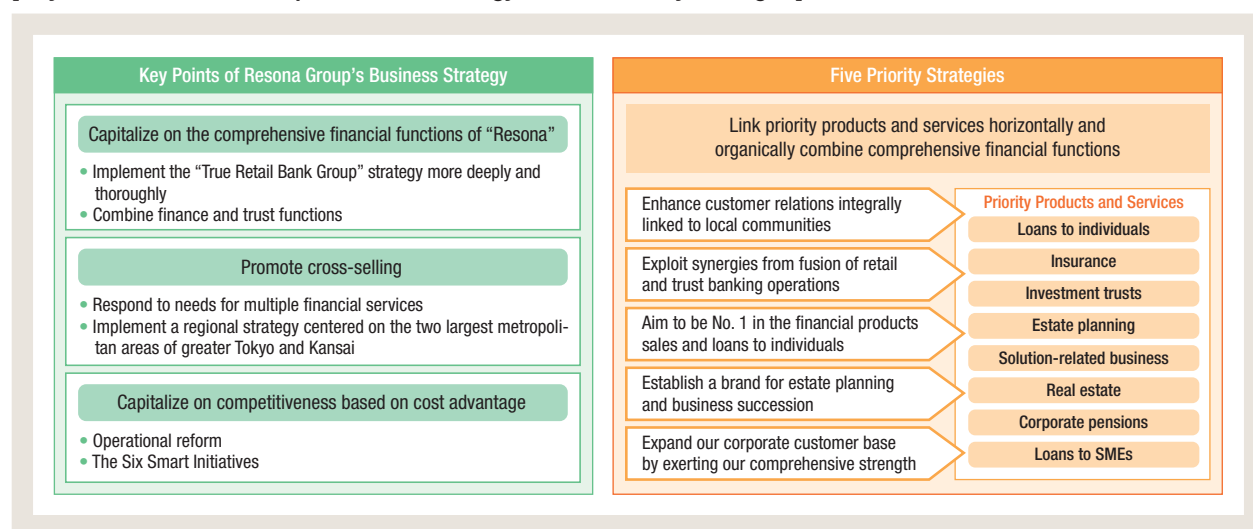 Key Points of Resona Group's Business Strategy
Capitalize on the comprehensive financial functions of “Resona”
• Implement the “True Retail Bank Group” strategy more deeply and
thoroughly
• Combine finance and trust functions
Promote cross-selling
• Respond to needs for multiple financial services
• Implement a regional strategy centered on the two largest metropoli-
tan areas of greater Tokyo and Kansai
Capitalize on competitiveness based on cost advantage
• Operational reform
• The Six Smart Initiatives
Five Priority Strategies
Link priority products and services horizontally and
organically combine comprehensive financial functions
Enhance customer relations integrally
linked to local communities
Exploit synergies from fusion of retail
and trust banking operations
Aim to be No. 1 in the financial products
sales and loans to individuals
Establish a brand for estate planning
and business succession
Expand our corporate customer base
by exerting our comprehensive strength
Priority Products and Services
Loans to individuals
Insurance
Investment trusts
Estate planning
Solution-related business
Real estate
Corporate pensions
Loans to SMEs